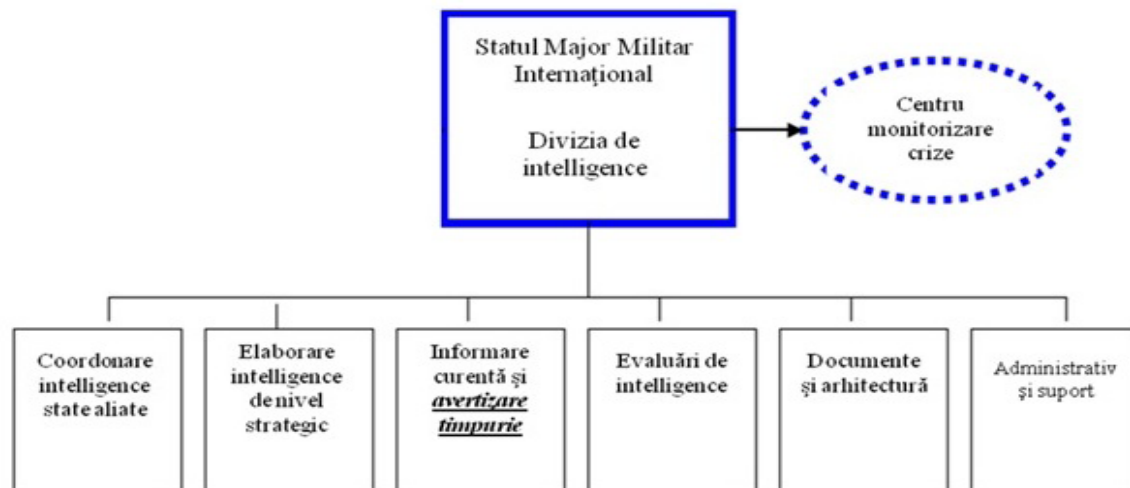 Statul Major Militar
Internaţional
Divizia de
intelligence
Centru
monitorizare
crize
Coordonare
intelligence
state aliate
Elaborare
intelligence
de nivel
strategic
Informare
curentă şi
avertizare
timpurie
Evaluări de
intelligence
Documente
şi arhitectură
Administrativ
şi suport